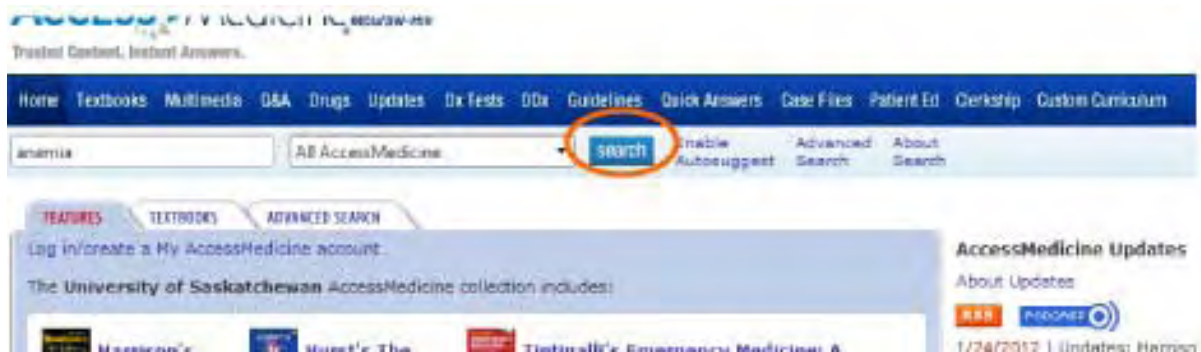 Trusted Content. Instant Answers.
Home Textbooks Multimedia Q&A Drugs Updates Dx Tests DDx Guidelines Quick Answers Case Files Patient Ed Clerkship Custom Curriculum
anemia All AccessMedicine search Enable Autosuggest Advanced Search About Search
FEATURES TEXTBOOKS ADVANCED SEARCH
Log in/create a My AccessMedicine account.
The University of Saskatchewan AccessMedicine collection includes:
AccessMedicine Updates
About Updates
RSS PODCAST
Harrison's Hurst's The Tintinalli's Emergency Medicine: A
1/24/2012 | Updates: Harriso